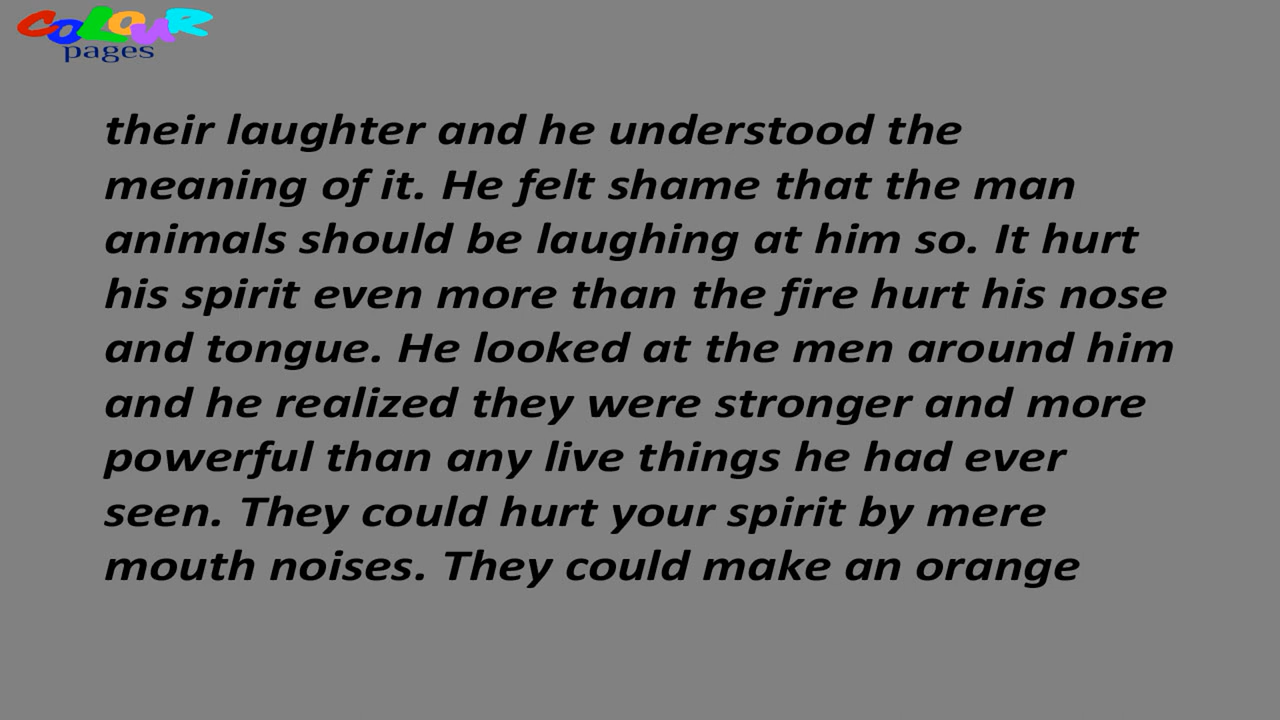 COLOUR
pages
their laughter and he understood the
meaning of it. He felt shame that the man
animals should be laughing at him so. It hurt
his spirit even more than the fire hurt his nose
and tongue. He looked at the men around him
and he realized they were stronger and more
powerful than any live things he had ever
seen. They could hurt your spirit by mere
mouth noises. They could make an orange